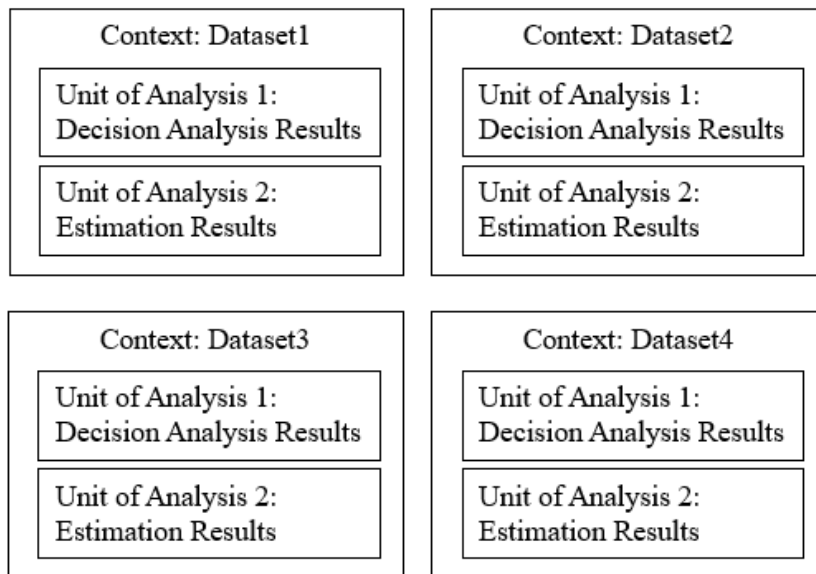 Context: Dataset1
Unit of Analysis 1:
Decision Analysis Results
Unit of Analysis 2:
Estimation Results
Context: Dataset2
Unit of Analysis 1:
Decision Analysis Results
Unit of Analysis 2:
Estimation Results
Context: Dataset3
Unit of Analysis 1:
Decision Analysis Results
Unit of Analysis 2:
Estimation Results
Context: Dataset4
Unit of Analysis 1:
Decision Analysis Results
Unit of Analysis 2:
Estimation Results